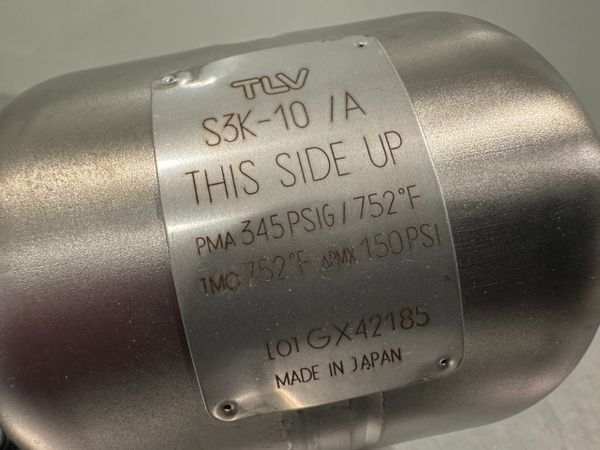 TLV
S3K-10 /A
THIS SIDE UP
PMA 345 PSIG / 752°F
TMO 752°F ΔPMX 150 PSI
LOT GX42185
MADE IN JAPAN